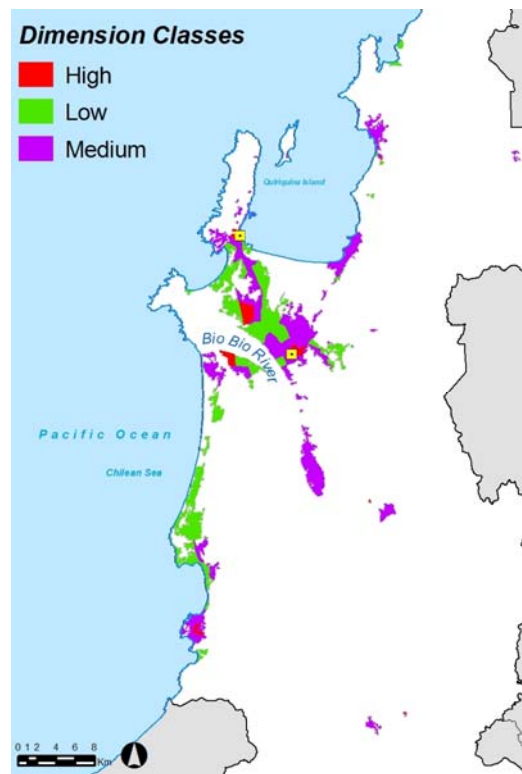 Dimension Classes
High
Low
Medium
Quiriquina Island
Bio Bio River
Pacific Ocean
Chilean Sea
0 1 2 4 6 8
Km